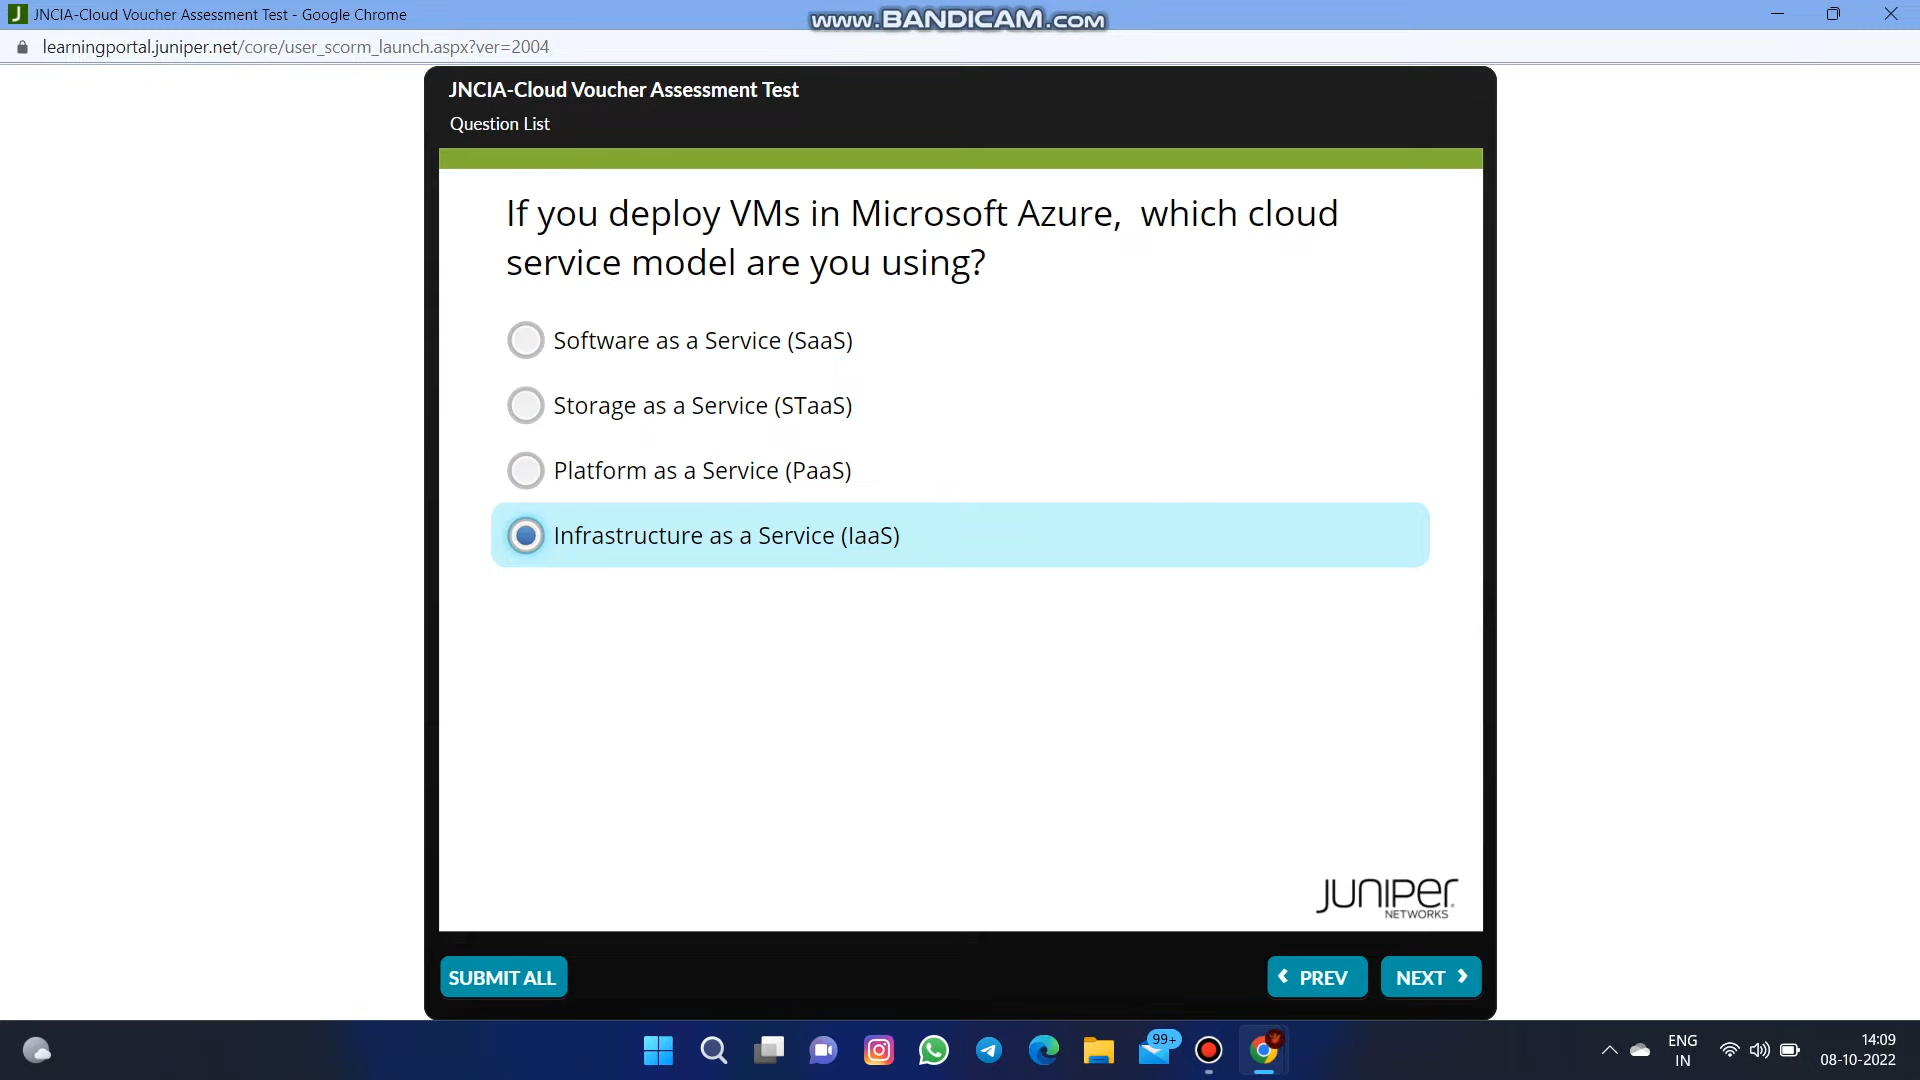 JNCIA-Cloud Voucher Assessment Test - Google Chrome
www.BANDICAM.com
learningportal.juniper.net/core/user_scorm_launch.aspx?ver=2004
JNCIA-Cloud Voucher Assessment Test
Question List
If you deploy VMs in Microsoft Azure,  which cloud
service model are you using?
Software as a Service (SaaS)
Storage as a Service (STaaS)
Platform as a Service (PaaS)
Infrastructure as a Service (IaaS)
JUNIPer
NETWORKS
SUBMIT ALL
PREV
NEXT
99+
ENG
IN
14:09
08-10-2022